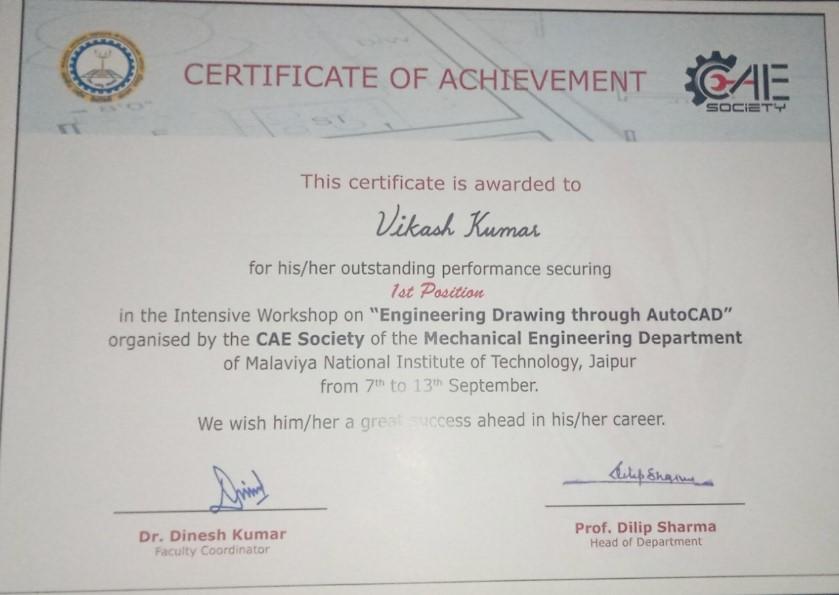 CERTIFICATE OF ACHIEVEMENT
CAE
SOCIETY
This certificate is awarded to
Vikash Kumar
for his/her outstanding performance securing
1st Position
in the Intensive Workshop on "Engineering Drawing through AutoCAD"
organised by the CAE Society of the Mechanical Engineering Department
of Malaviya National Institute of Technology, Jaipur
from 7th to 13th September.
We wish him/her a great success ahead in his/her career.
Dilip Sharma
Dr. Dinesh Kumar
Faculty Coordinator
Prof. Dilip Sharma
Head of Department